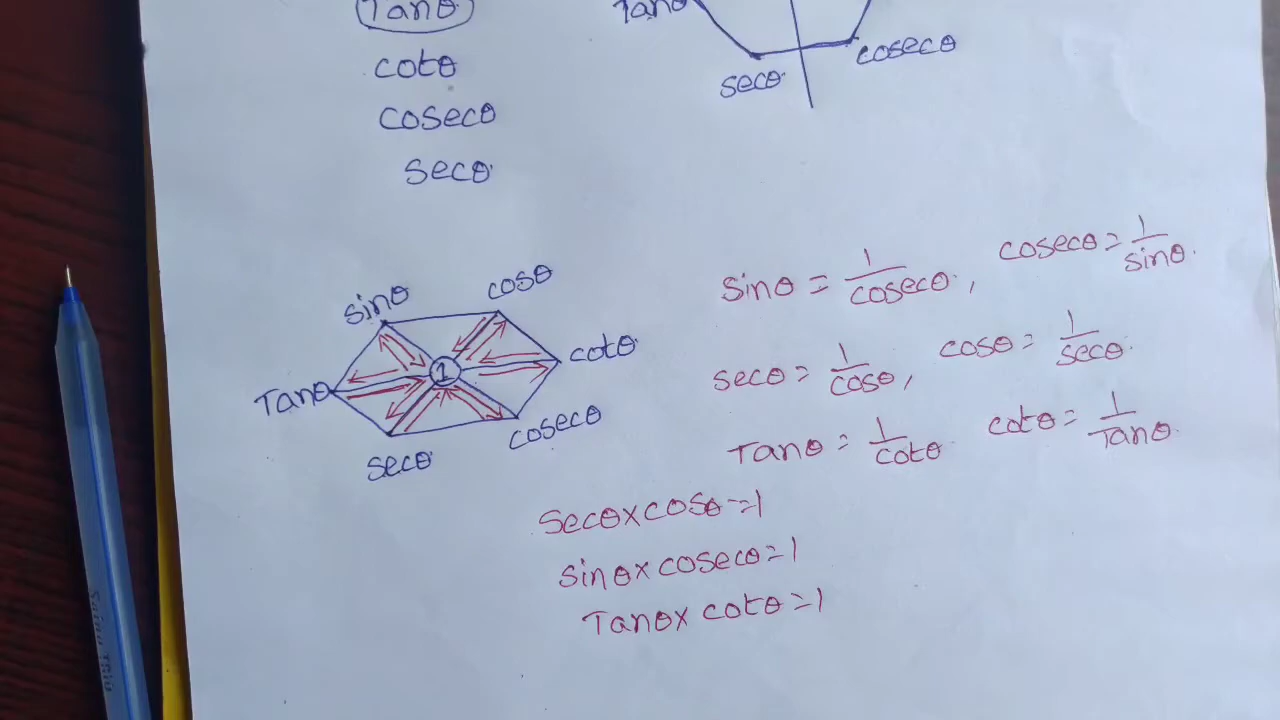 Tanθ
cotθ
cosecθ
secθ
Tanθ
secθ
cosecθ
sinθ
cosθ
Tanθ
1
cotθ
secθ
cosecθ
sinθ = 1/cosecθ, cosecθ = 1/sinθ.
secθ = 1/cosθ, cosθ = 1/secθ.
Tanθ = 1/cotθ cotθ = 1/Tanθ.
secθ×cosθ=1
sinθ×cosecθ=1
Tanθ×cotθ=1